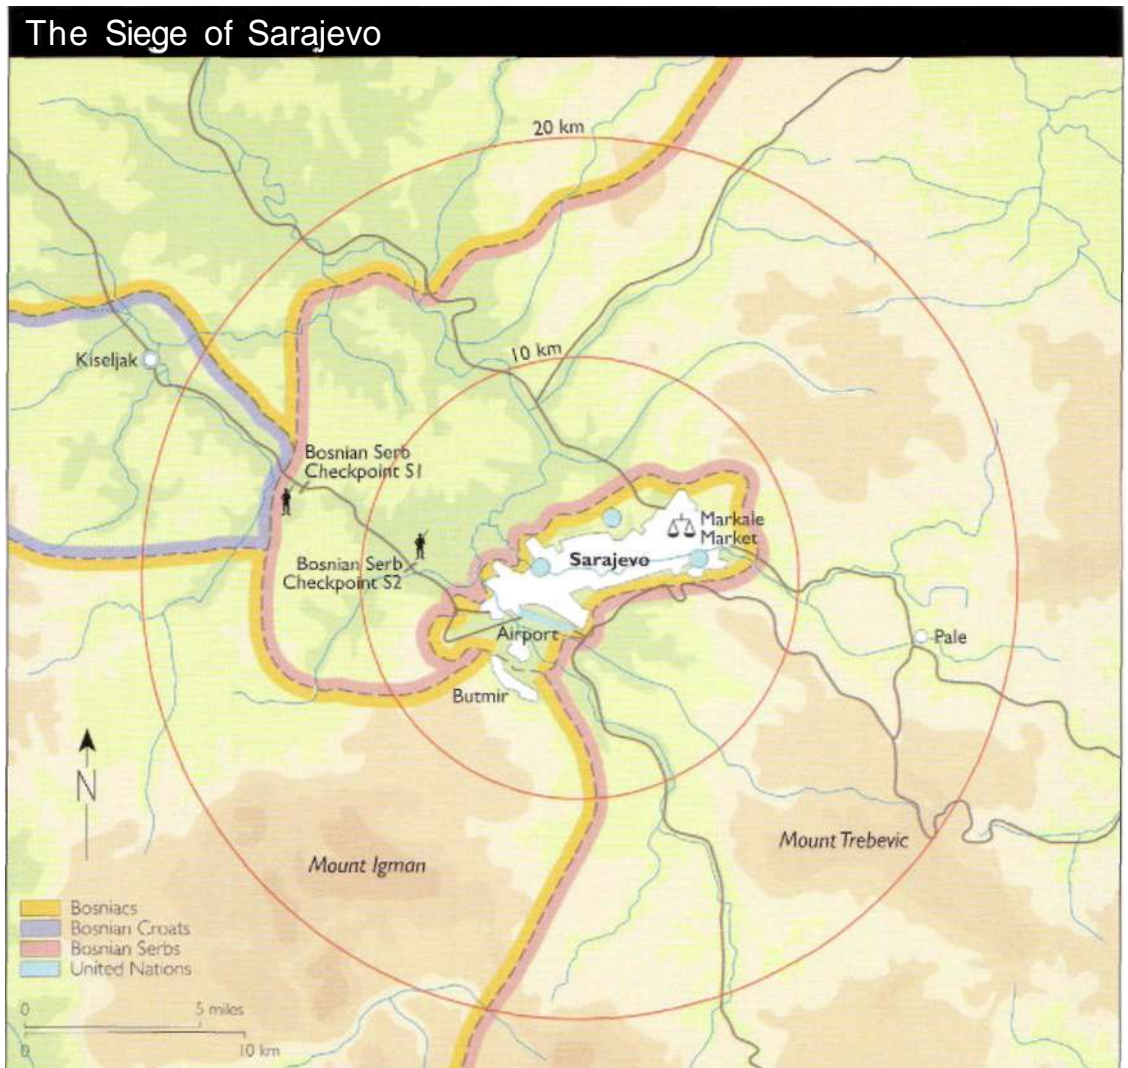 The Siege of Sarajevo
20 km
10 km
Kiseljak
Bosnian Serb
Checkpoint S1
Bosnian Serb
Checkpoint S2
Markale
Market
Sarajevo
Airport
Pale
Butmir
N
Mount Trebevic
Mount Igman
Bosniacs
Bosnian Croats
Bosnian Serbs
United Nations
0 5 miles
0 10 km